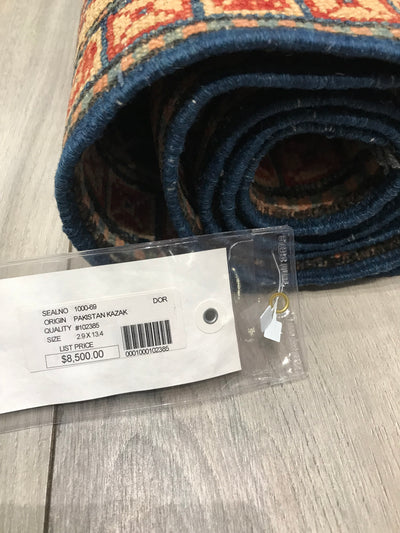 SEALNO 1000-69 DOR
ORIGIN PAKISTAN KAZAK
QUALITY #102385
SIZE 2.9 X 13.4
LIST PRICE
$8,500.00
0001000102385